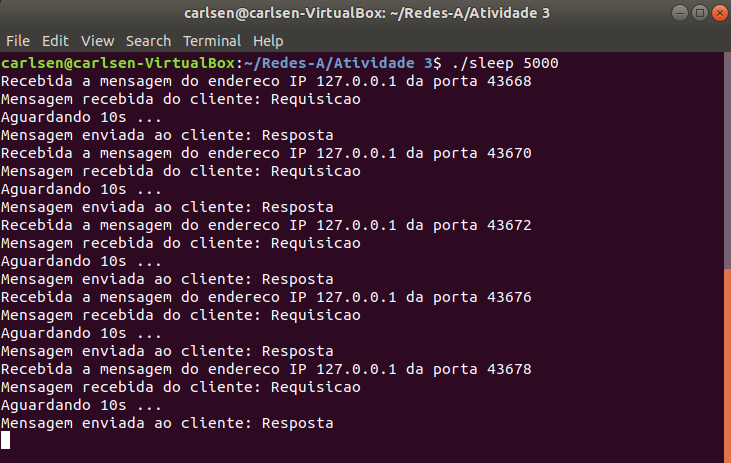 carlsen@carlsen-VirtualBox: ~/Redes-A/Atividade 3
File Edit View Search Terminal Help
carlsen@carlsen-VirtualBox:~/Redes-A/Atividade 3$ ./sleep 5000
Recebida a mensagem do endereco IP 127.0.0.1 da porta 43668
Mensagem recebida do cliente: Requisicao
Aguardando 10s ...
Mensagem enviada ao cliente: Resposta
Recebida a mensagem do endereco IP 127.0.0.1 da porta 43670
Mensagem recebida do cliente: Requisicao
Aguardando 10s ...
Mensagem enviada ao cliente: Resposta
Recebida a mensagem do endereco IP 127.0.0.1 da porta 43672
Mensagem recebida do cliente: Requisicao
Aguardando 10s ...
Mensagem enviada ao cliente: Resposta
Recebida a mensagem do endereco IP 127.0.0.1 da porta 43676
Mensagem recebida do cliente: Requisicao
Aguardando 10s ...
Mensagem enviada ao cliente: Resposta
Recebida a mensagem do endereco IP 127.0.0.1 da porta 43678
Mensagem recebida do cliente: Requisicao
Aguardando 10s ...
Mensagem enviada ao cliente: Resposta